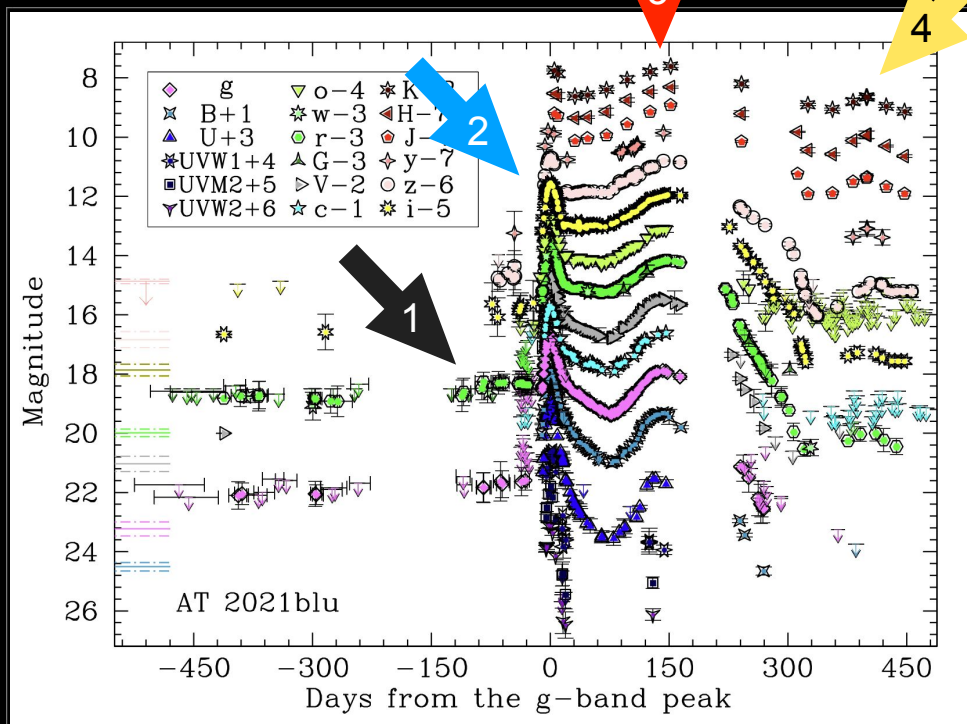 4
2
1
g
o-4
B+1
w-3
H-7
U+3
r-3
UVW1+4
G-3
y-7
UVM2+5
V-2
z-6
UVW2+6
c-1
i-5
8
10
12
14
16
18
20
22
24
26
Magnitude
AT 2021blu
−450 −300 −150 0 150 300 450
Days from the g-band peak